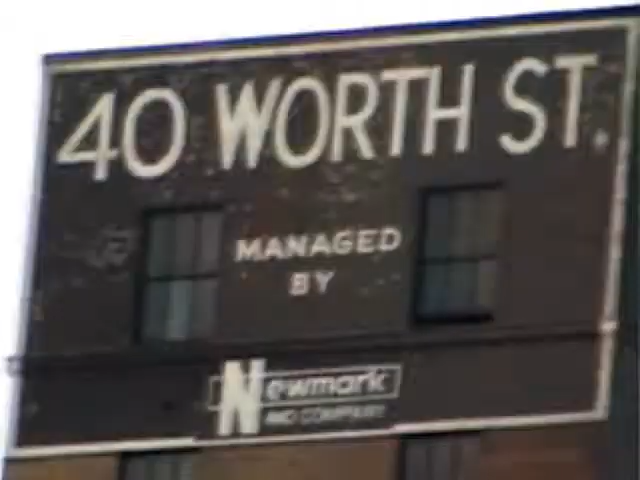 40 WORTH ST.
MANAGED
BY
Newmark
AND COMPANY